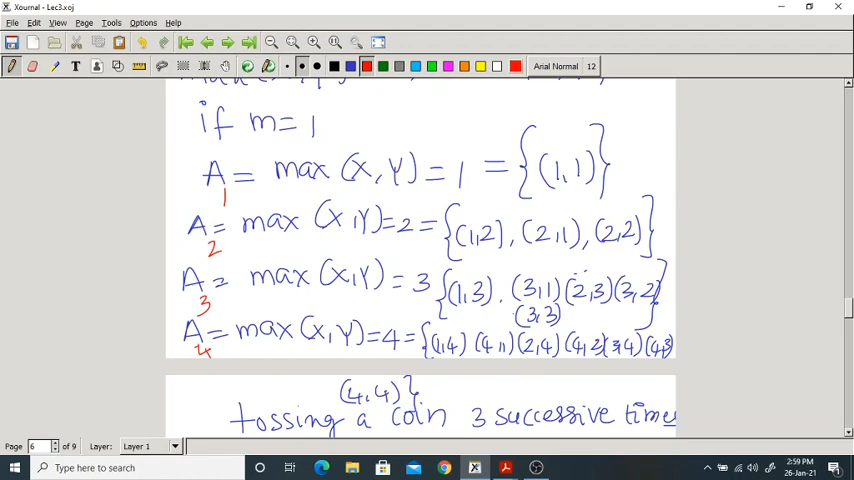 Xournal - Lec3.xoj
File Edit View Page Tools Options Help
Arial Normal 12
if m= 1
A1 = max (X, Y) = 1 = {(1,1)}
A2 = max (X,Y)=2 = {(1,2), (2,1), (2,2)}
A3 = max (X,Y) = 3 {(1,3). (3,1) (2,3)(3,2)}
(3,3)
A4 = max (X,Y)=4 = {(1,4) (4,1) (2,4) (4,2)(3,4) (4,3)
(4,4)}
tossing a coin 3 successive times
Page 6 of 9 Layer: Layer 1
Type here to search
2:59 PM
26-Jan-21